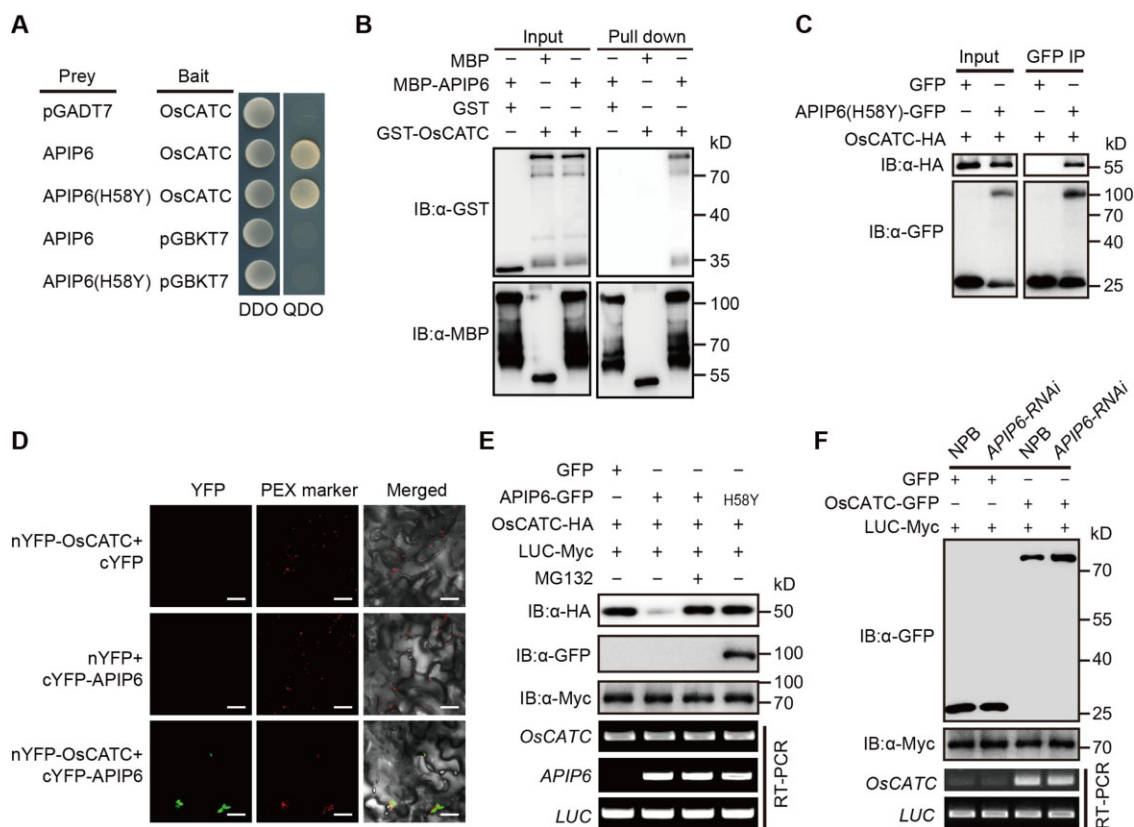 A
Prey Bait
pGADT7 OsCATC
APIP6 OsCATC
APIP6(H58Y) OsCATC
APIP6 pGBKT7
APIP6(H58Y) pGBKT7
DDO QDO
B
Input Pull down
MBP − + − − + −
MBP-APIP6 + − + + − +
GST + − − + − −
GST-OsCATC − + + − + +
kD
IB:α-GST
70
40
35
IB:α-MBP
100
70
55
C
Input GFP IP
GFP + − + −
APIP6(H58Y)-GFP − + − +
OsCATC-HA + + + +
kD
IB:α-HA 55
IB:α-GFP
100
70
40
25
D
YFP PEX marker Merged
nYFP-OsCATC+
cYFP
nYFP+
cYFP-APIP6
nYFP-OsCATC+
cYFP-APIP6
E
GFP + − − −
APIP6-GFP − + + H58Y
OsCATC-HA + + + +
LUC-Myc + + + +
MG132 − − + −
kD
IB:α-HA 50
IB:α-GFP 100
IB:α-Myc
100
70
OsCATC
APIP6
LUC
RT-PCR
F
NPB APIP6-RNAi NPB APIP6-RNAi
GFP + + − −
OsCATC-GFP − − + +
LUC-Myc + + + +
kD
IB:α-GFP
70
40
25
IB:α-Myc 70
OsCATC
LUC
RT-PCR